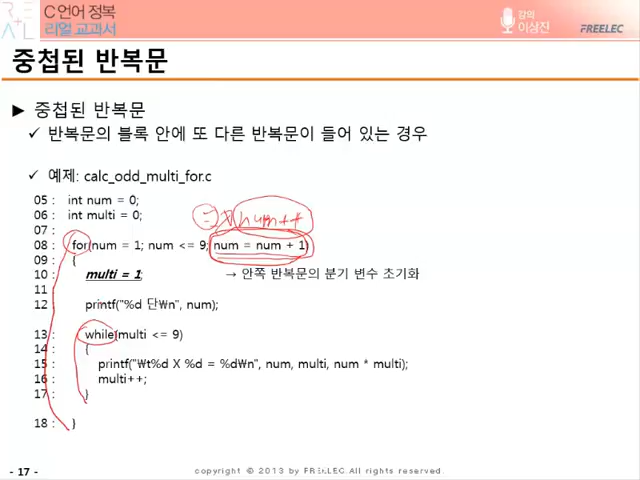 REAL
C 언어 정복
리얼 교과서
강의
이상진
FREELEC
중첩된 반복문
► 중첩된 반복문
✓ 반복문의 블록 안에 또 다른 반복문이 들어 있는 경우
✓ 예제: calc_odd_multi_for.c
05 : int num = 0;
06 : int multi = 0;
num++
07 :
08 : for(num = 1; num <= 9; num = num + 1)
09 : {
10 : multi = 1; → 안쪽 반복문의 분기 변수 초기화
11 :
12 : printf("%d 단\n", num);
13 : while(multi <= 9)
14 : {
15 : printf("\t%d X %d = %d\n", num, multi, num * multi);
16 : multi++;
17 : }
18 : }
- 17 -
copyright © 2013 by FREELEC All rights reserved.